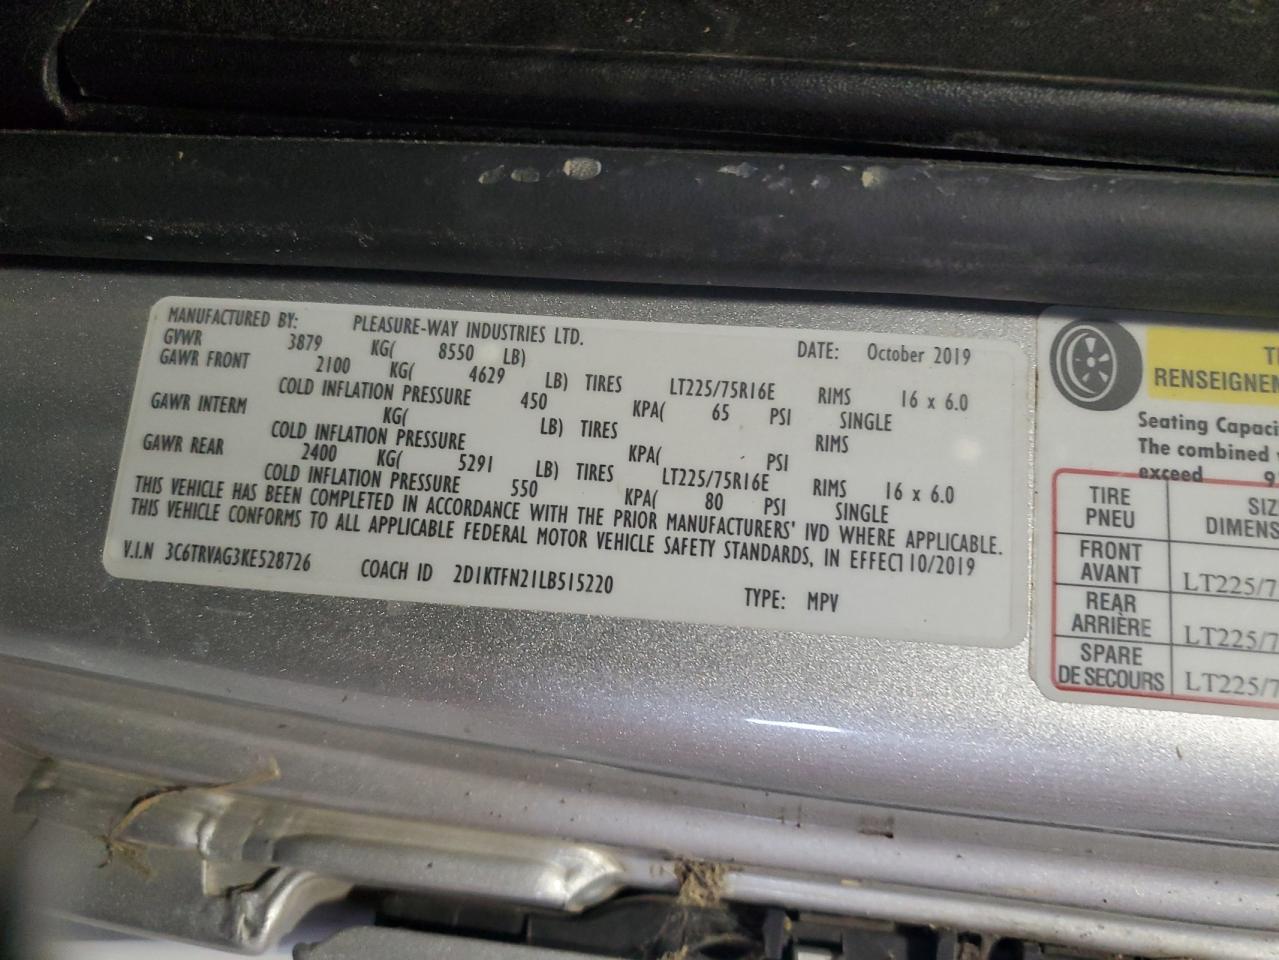 MANUFACTURED BY: PLEASURE-WAY INDUSTRIES LTD. DATE: October 2019
GVWR 3879 KG( 8550 LB)
GAWR FRONT 2100 KG( 4629 LB) TIRES LT225/75R16E RIMS 16 x 6.0
COLD INFLATION PRESSURE 450 KPA( 65 PSI SINGLE
GAWR INTERM KG( LB) TIRES RIMS
COLD INFLATION PRESSURE KPA( PSI
GAWR REAR 2400 KG( 5291 LB) TIRES LT225/75R16E RIMS 16 x 6.0
COLD INFLATION PRESSURE 550 KPA( 80 PSI SINGLE
THIS VEHICLE HAS BEEN COMPLETED IN ACCORDANCE WITH THE PRIOR MANUFACTURERS' IVD WHERE APPLICABLE.
THIS VEHICLE CONFORMS TO ALL APPLICABLE FEDERAL MOTOR VEHICLE SAFETY STANDARDS, IN EFFECT 10/2019
V.I.N 3C6TRVAG3KE528726 COACH ID 2D1KTFN21LB515220 TYPE: MPV
RENSEIGNEN
Seating Capaci
The combined
exceed 9
TIRE
PNEU
SIZ
DIMENS
FRONT
AVANT LT225/7
REAR
ARRIÈRE LT225/7
SPARE
DE SECOURS LT225/7